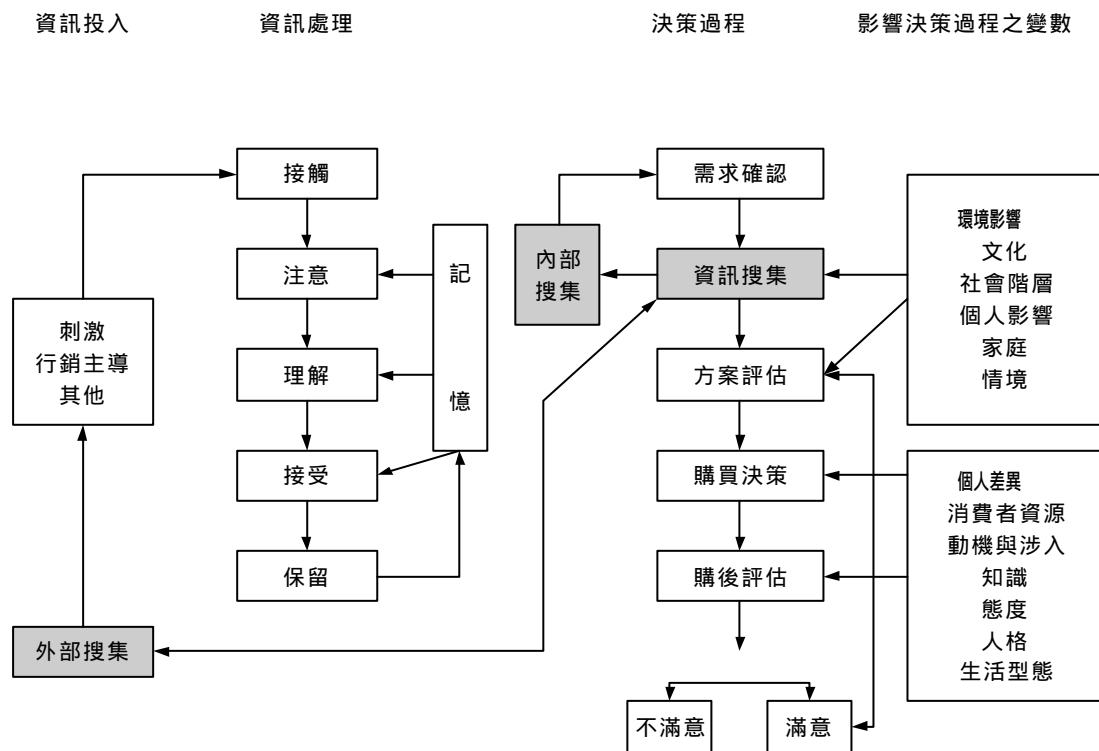 資訊投入
資訊處理
決策過程
影響決策過程之變數
刺激
行銷主導
其他
外部搜集
接觸
注意
理解
接受
保留
記
憶
內部
搜集
需求確認
資訊搜集
方案評估
購買決策
購後評估
不滿意
滿意
環境影響
文化
社會階層
個人影響
家庭
情境
個人差異
消費者資源
動機與涉入
知識
態度
人格
生活型態